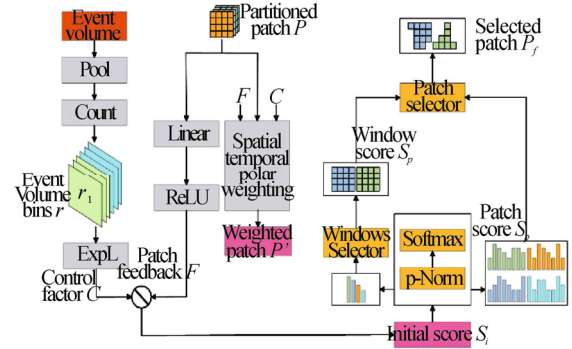 Event
volume
Pool
Count
Event
Volume
bins r
r₁
ExpL
Control
factor C
Partitioned
patch P
F
C
Linear
ReLU
Spatial
temporal
polar
weighting
Weighted
patch P'
Patch
feedback F
Selected
patch P_f
Patch
selector
Window
score S_p
Windows
Selector
Softmax
p-Norm
Patch
score S
Initial score S_i